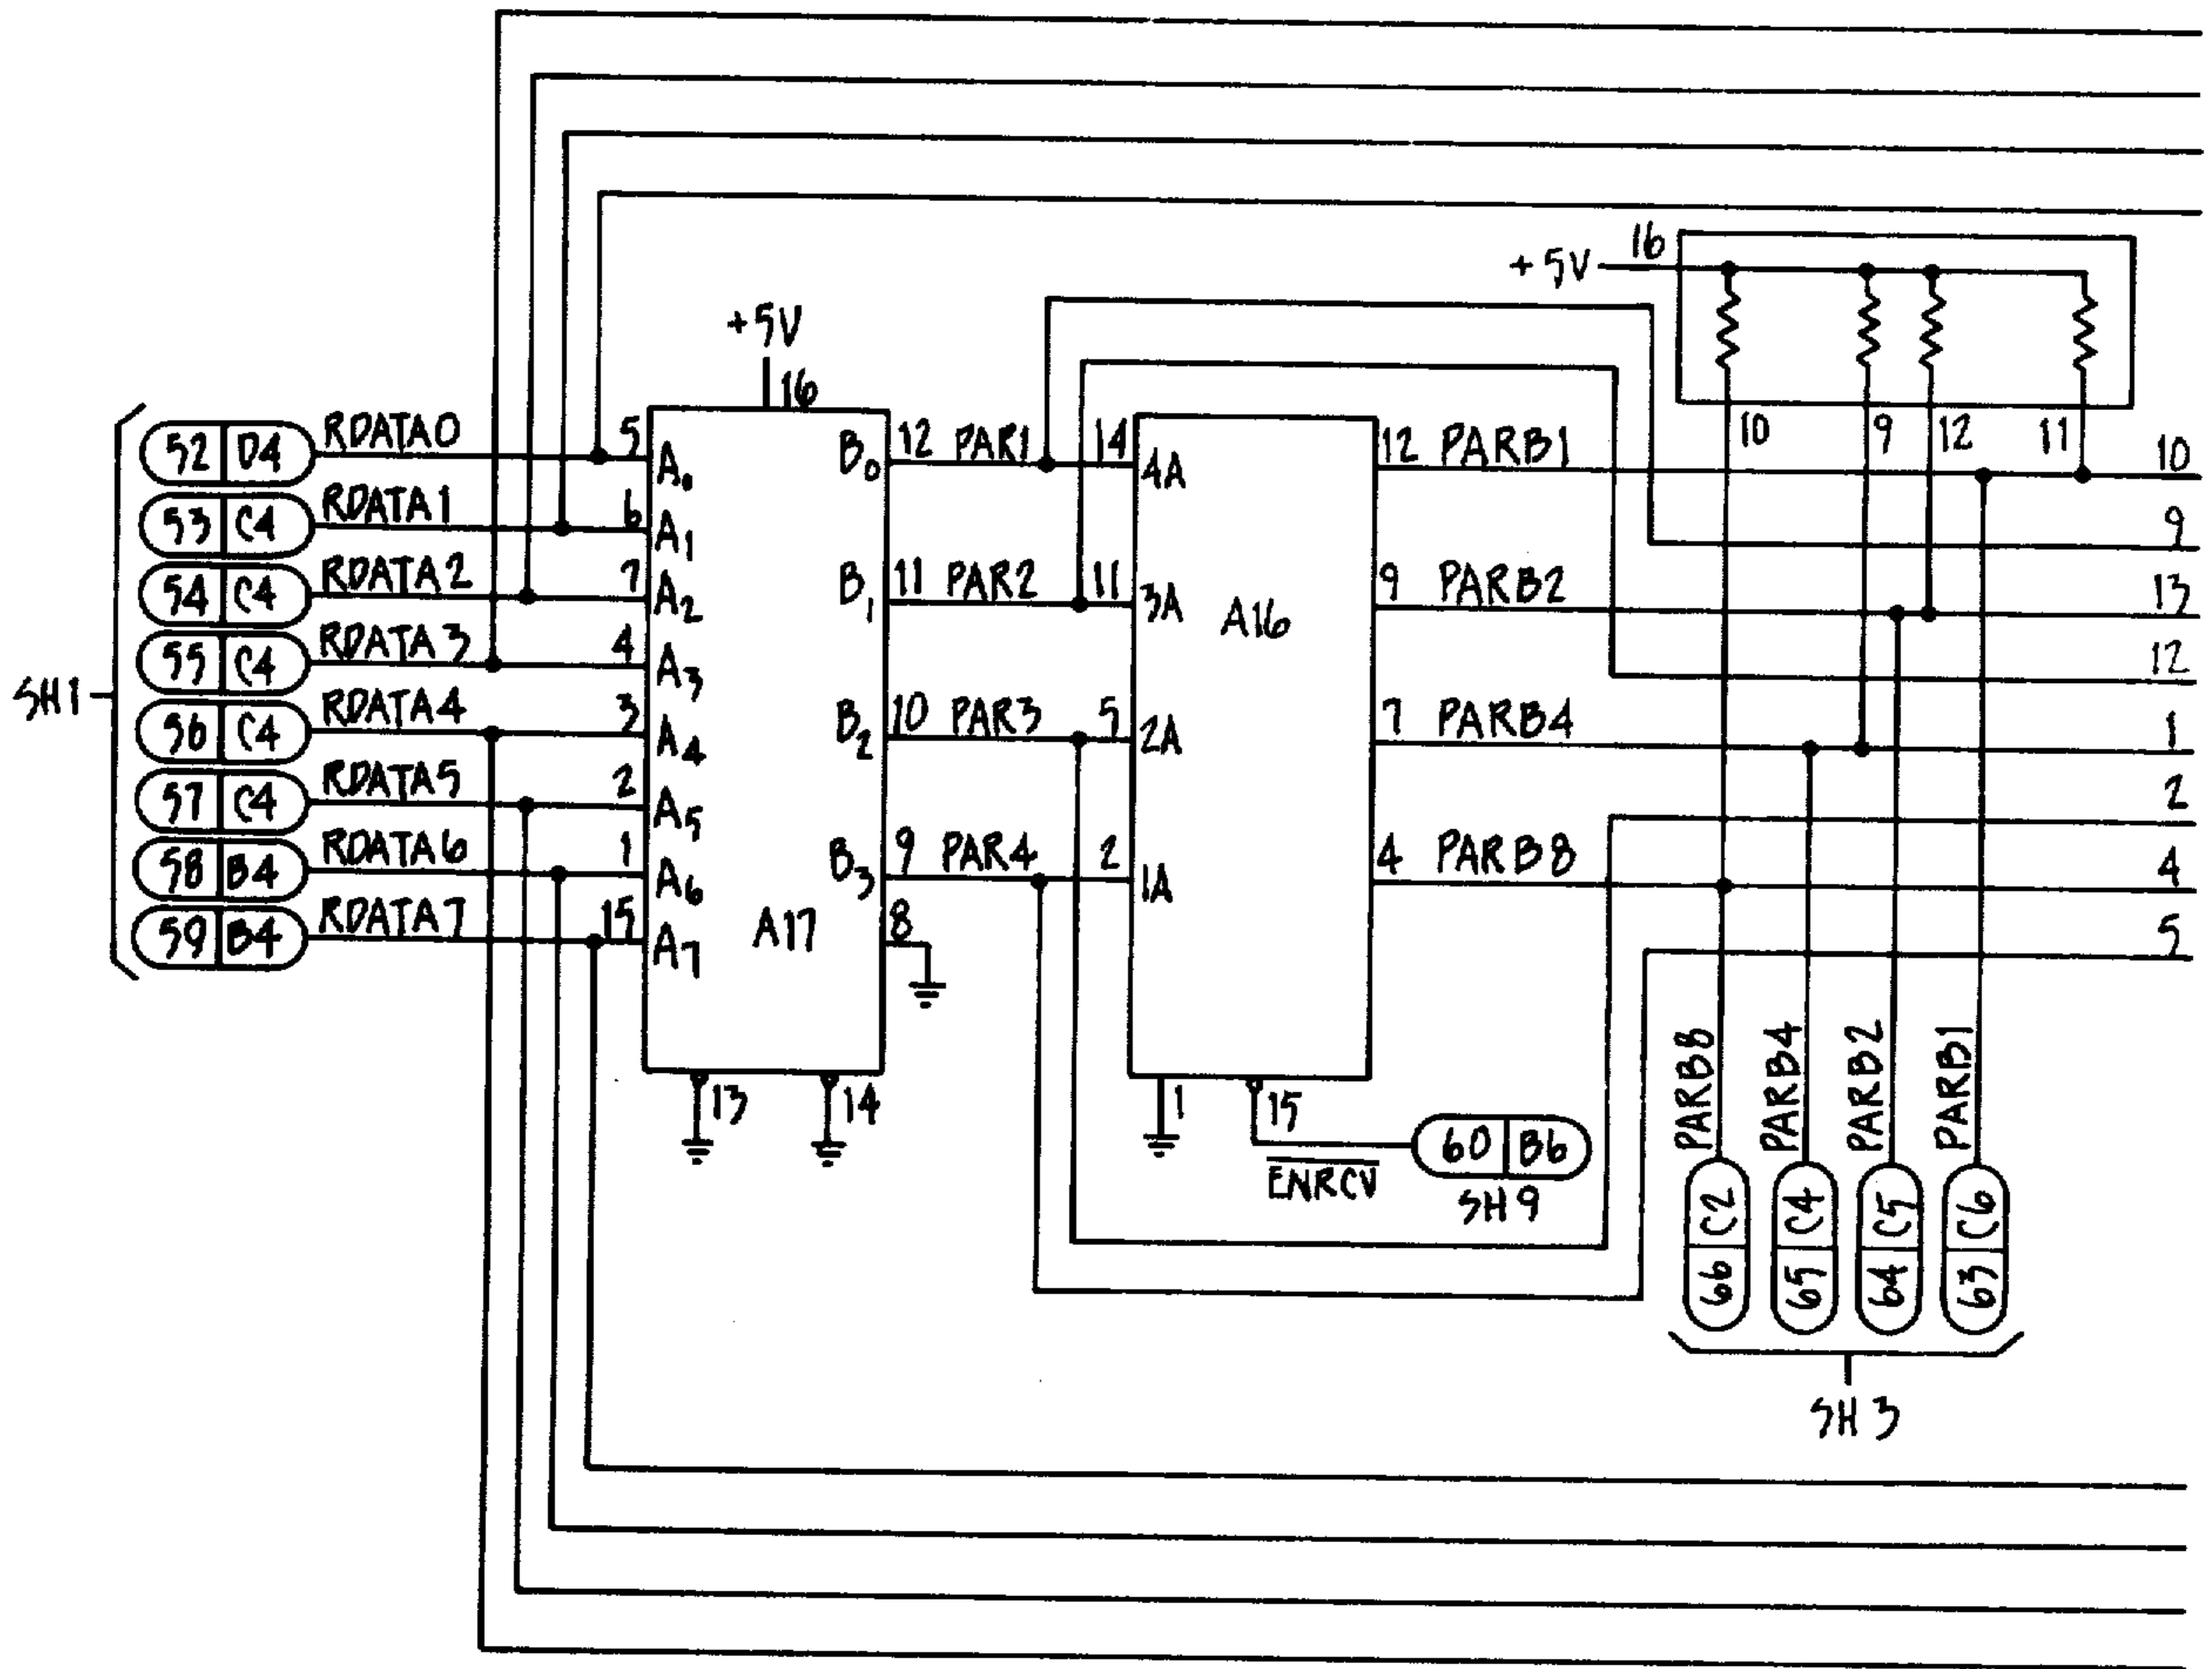 +5V 16
10 9 12 11
+5V
16
52 D4 RDATA0 5 A0 B0 12 PAR1 14 4A 12 PARB1 10
53 C4 RDATA1 6 A1 9
54 C4 RDATA2 7 A2 B1 11 PAR2 11 3A A16 9 PARB2 13
55 C4 RDATA3 4 A3 12
SH1
56 C4 RDATA4 3 A4 B2 10 PAR3 5 2A 7 PARB4 1
57 C4 RDATA5 2 A5 2
58 B4 RDATA6 1 A6 B3 9 PAR4 2 1A 4 PARB8 4
59 B4 RDATA7 15 A7 A17 8 5
13 14 1 15
ENRCV 60 B6
SH9
PARB8 PARB4 PARB2 PARB1
66 C2
65 C4
64 C5
63 C6
SH3